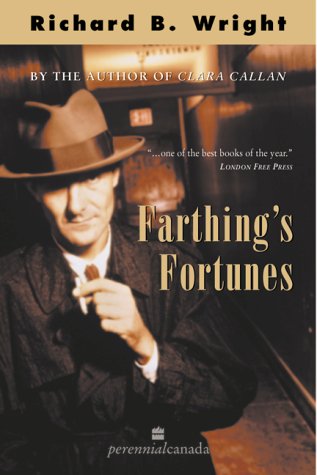 Richard B. Wright
BY THE AUTHOR OF CLARA CALLAN
"...one of the best books of the year."
LONDON FREE PRESS
Farthing's
Fortunes
perennialcanada